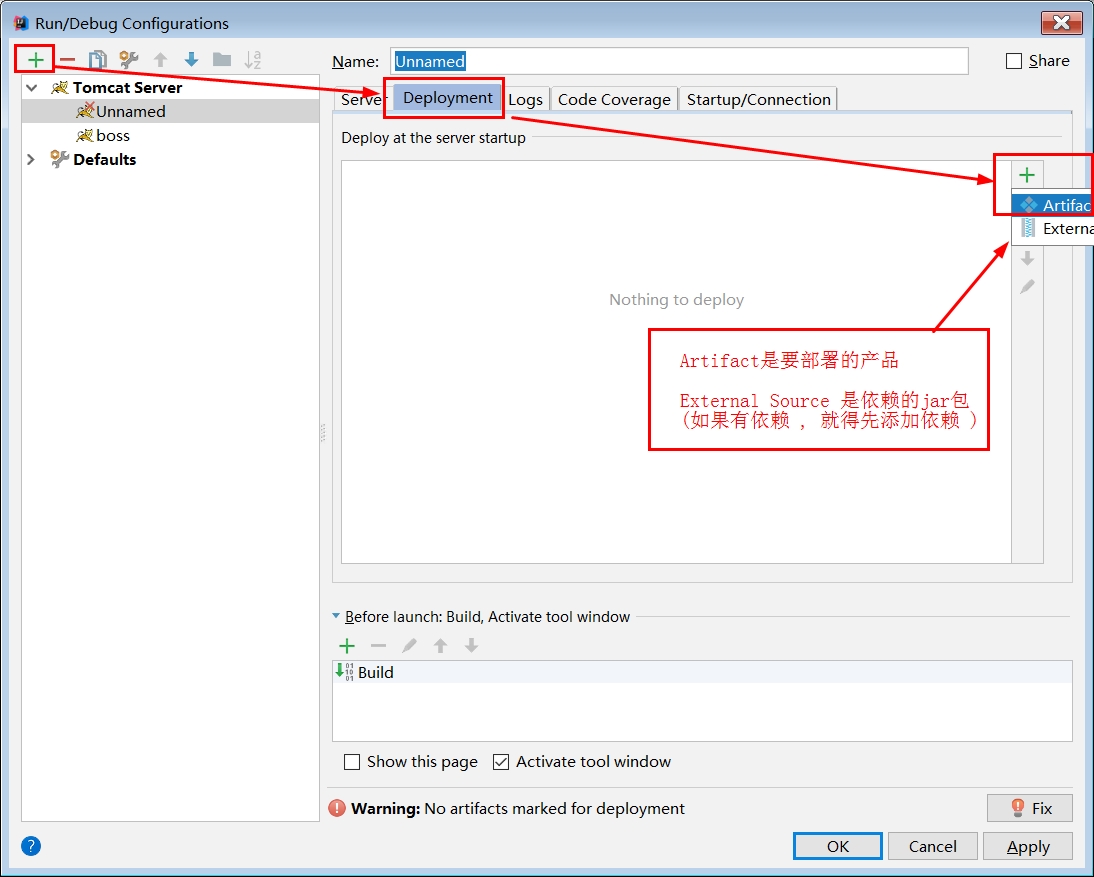 Run/Debug Configurations
Name: Unnamed
Share
Tomcat Server
Unnamed
boss
Defaults
Server Deployment Logs Code Coverage Startup/Connection
Deploy at the server startup
Artifac
Externa
Nothing to deploy
Artifact是要部署的产品
External Source 是依赖的jar包
(如果有依赖 , 就得先添加依赖 )
Before launch: Build, Activate tool window
Build
Show this page Activate tool window
Warning: No artifacts marked for deployment
Fix
OK Cancel Apply